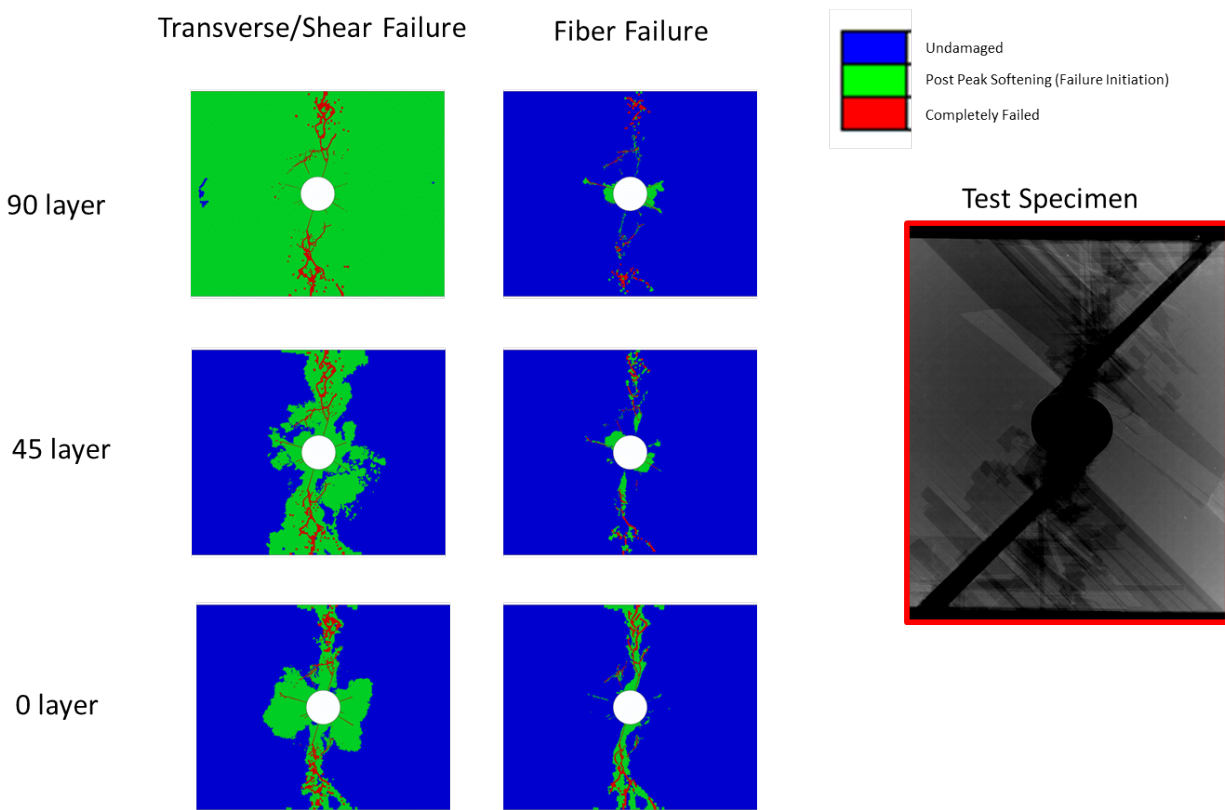 Transverse/Shear Failure
Fiber Failure
Undamaged
Post Peak Softening (Failure Initiation)
Completely Failed
90 layer
Test Specimen
45 layer
0 layer